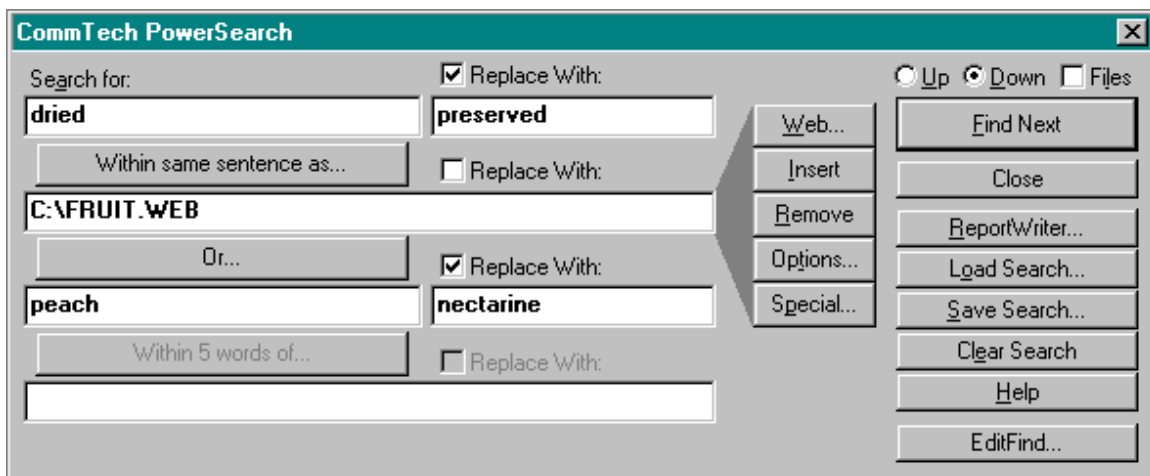 CommTech PowerSearch
Search for:
Replace With:
Up
Down
Files
dried
preserved
Web...
Find Next
Within same sentence as...
Replace With:
Insert
Close
C:\FRUIT.WEB
Remove
ReportWriter...
Or...
Replace With:
Options...
Load Search...
peach
nectarine
Special...
Save Search...
Within 5 words of...
Replace With:
Clear Search
Help
EditFind...